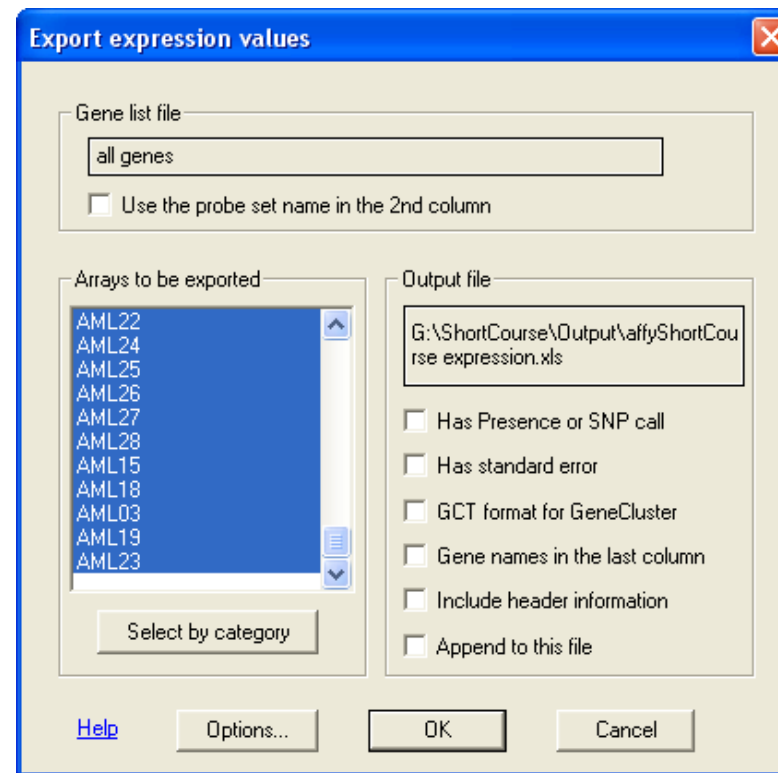 Export expression values
Gene list file
all genes
Use the probe set name in the 2nd column
Arrays to be exported
AML22
AML24
AML25
AML26
AML27
AML28
AML15
AML18
AML03
AML19
AML23
Select by category
Output file
G:\ShortCourse\Output\affyShortCou
rse expression.xls
Has Presence or SNP call
Has standard error
GCT format for GeneCluster
Gene names in the last column
Include header information
Append to this file
Help
Options...
OK
Cancel